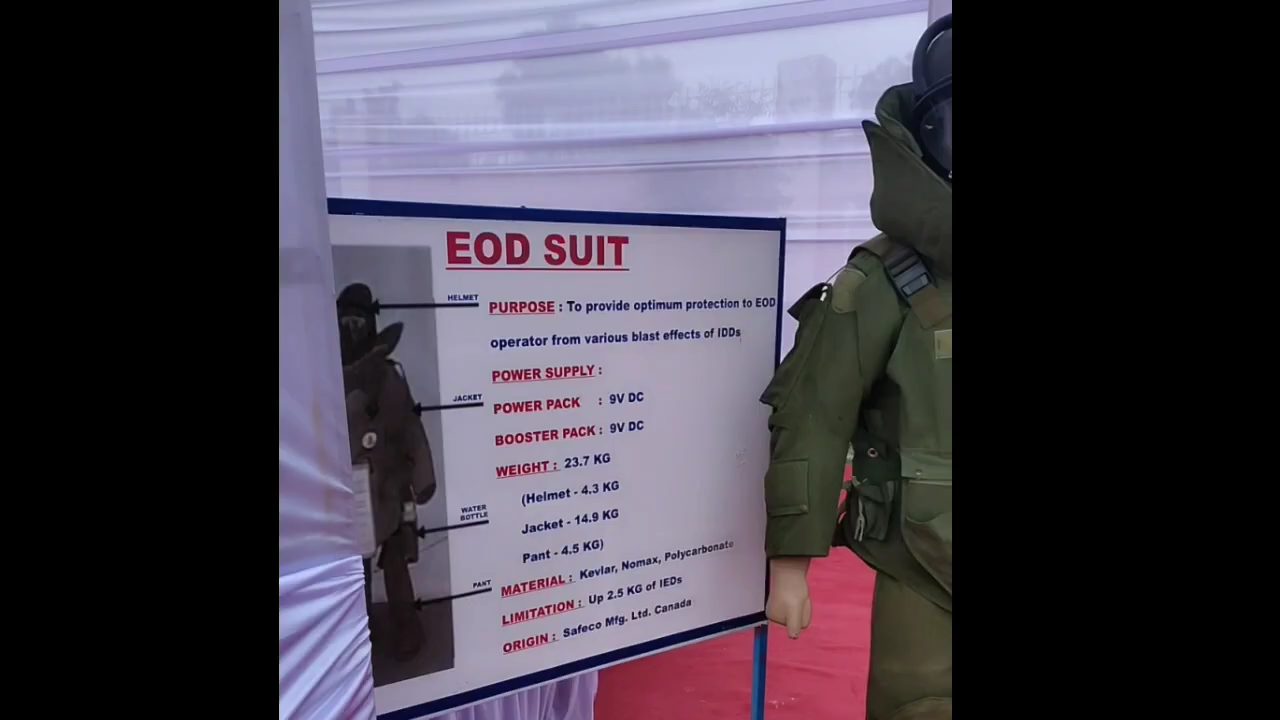 EOD SUIT
HELMET
PURPOSE : To provide optimum protection to EOD
operator from various blast effects of IDDs
POWER SUPPLY :
JACKET
POWER PACK : 9V DC
BOOSTER PACK : 9V DC
WEIGHT : 23.7 KG
(Helmet - 4.3 KG
WATER
BOTTLE
Jacket - 14.9 KG
Pant - 4.5 KG)
PANT
MATERIAL : Kevlar, Nomax, Polycarbonate
LIMITATION : Up 2.5 KG of IEDs
ORIGIN : Safeco Mfg. Ltd. Canada